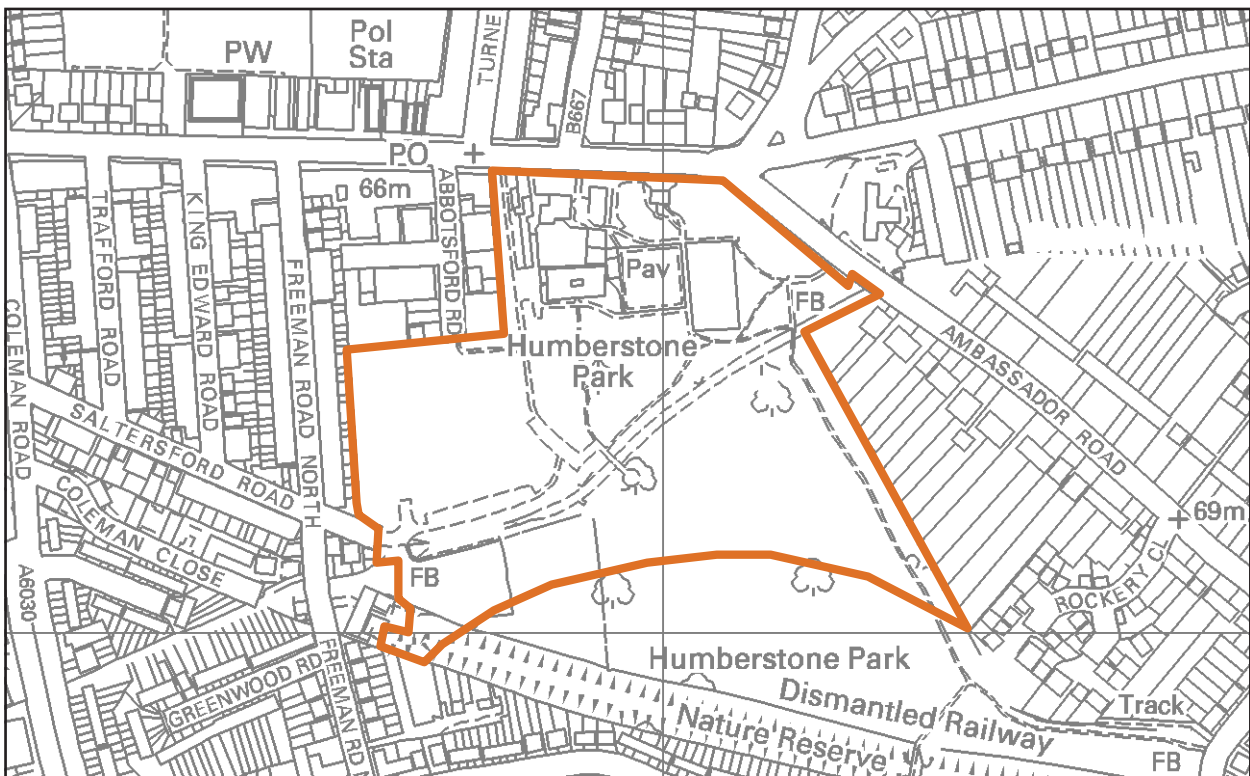 PW
Pol
Sta
TURNE
B667
PO
66m
ABBOTSFORD RD
TRAFFORD ROAD
KING EDWARD ROAD
FREEMAN ROAD NORTH
COLEMAN ROAD
Pav
FB
Humberstone
Park
AMBASSADOR ROAD
SALTERSFORD ROAD
COLEMAN CLOSE
69m
FB
A6030
ROCKERY CL
GREENWOOD RD
FREEMAN RD N
Humberstone Park
Dismantled Railway
Nature Reserve
Track
FB